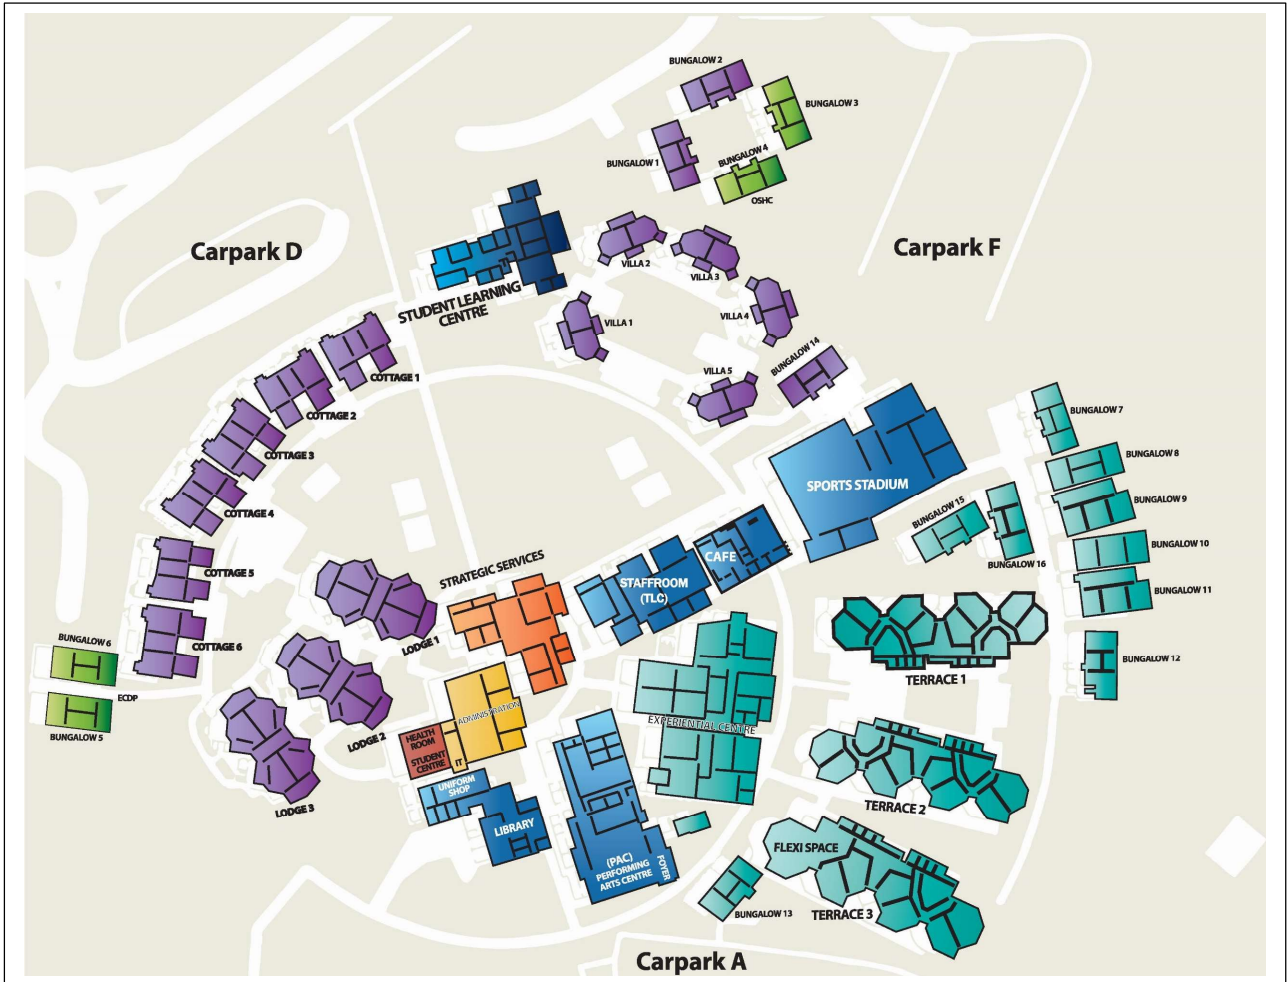 BUNGALOW 2
BUNGALOW 3
BUNGALOW 4
BUNGALOW 1
OSHC
Carpark D
Carpark F
VILLA 2
VILLA 3
STUDENT LEARNING
CENTRE
VILLA 1
VILLA 4
BUNGALOW 14
VILLA 5
COTTAGE 1
COTTAGE 2
COTTAGE 3
COTTAGE 4
COTTAGE 5
COTTAGE 6
BUNGALOW 7
BUNGALOW 8
BUNGALOW 9
BUNGALOW 10
BUNGALOW 11
BUNGALOW 12
SPORTS STADIUM
BUNGALOW 15
BUNGALOW 16
CAFE
STAFFROOM
(TLC)
STRATEGIC SERVICES
LODGE 1
LODGE 2
LODGE 3
BUNGALOW 6
ECDP
BUNGALOW 5
TERRACE 1
ADMINISTRATION
HEALTH
ROOM
STUDENT
CENTRE
IT
EXPERIENTIAL CENTRE
UNIFORM
SHOP
LIBRARY
TERRACE 2
FLEXI SPACE
(PAC)
PERFORMING
ARTS CENTRE
FOYER
BUNGALOW 13
TERRACE 3
Carpark A